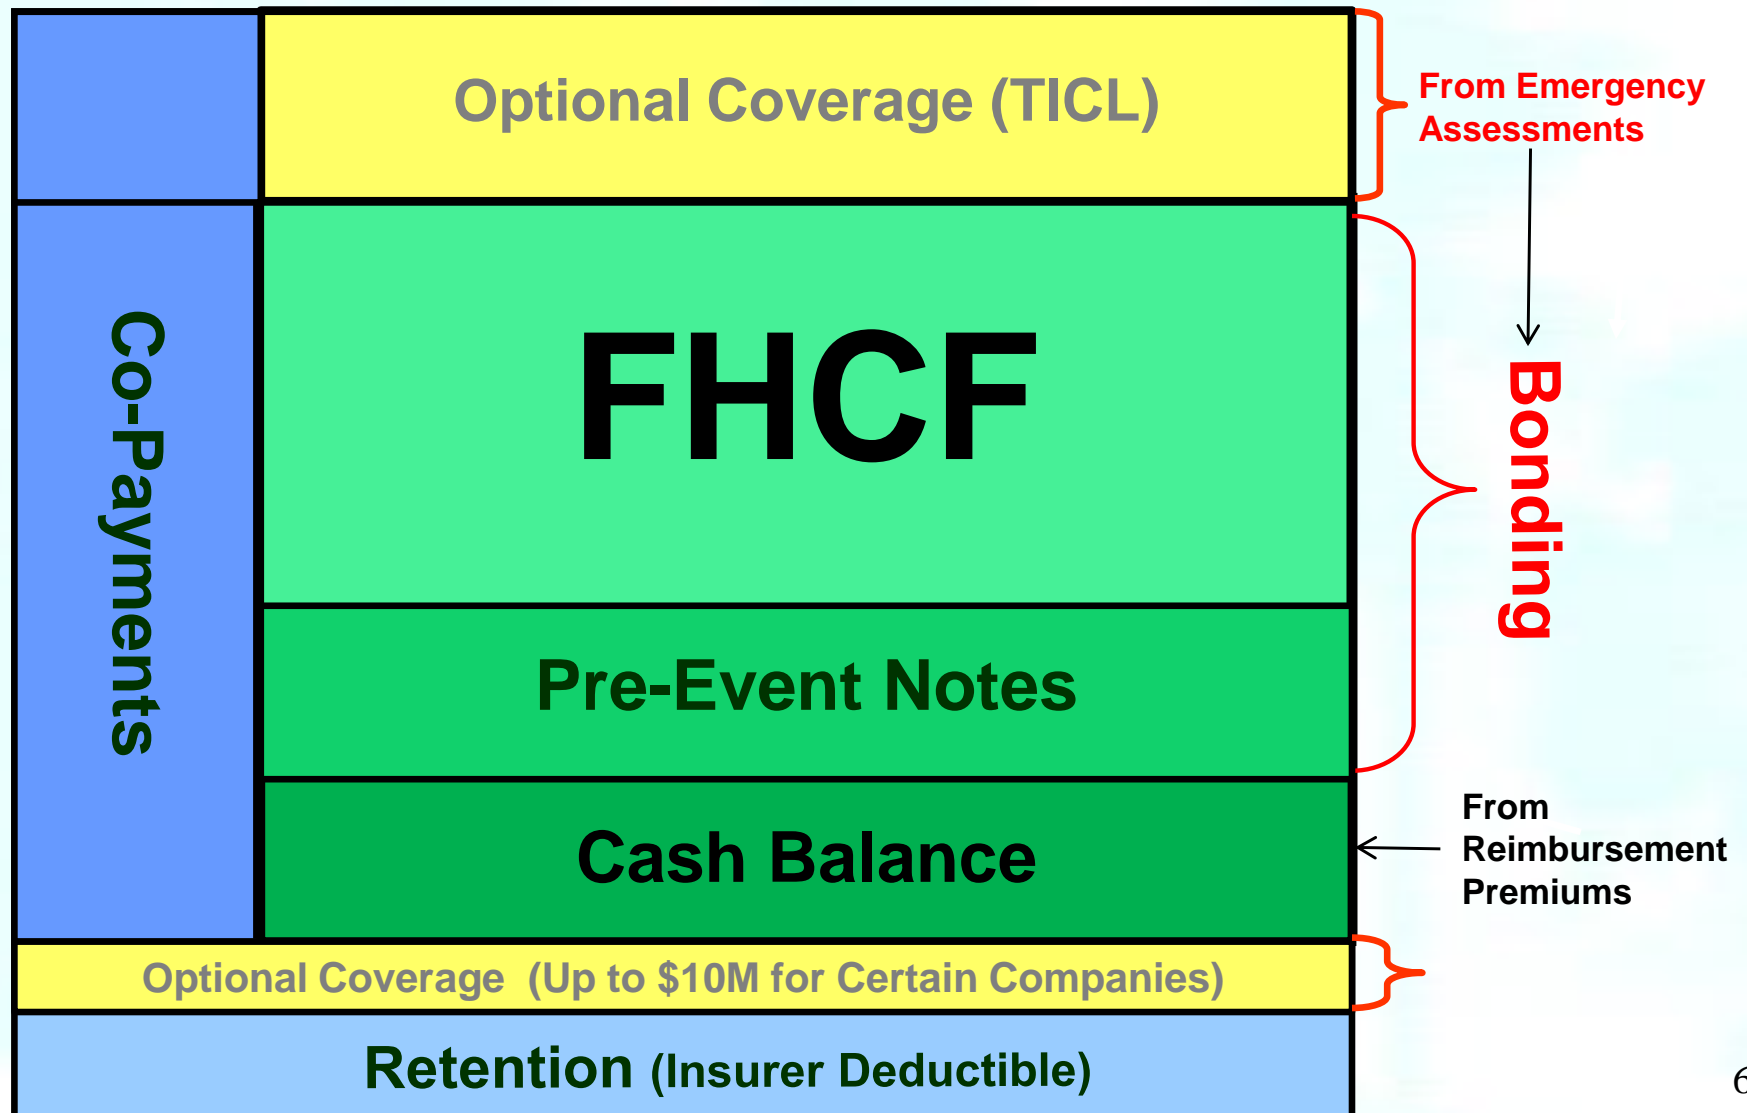 Optional Coverage (TICL)
From Emergency
Assessments
FHCF
Co-Payments
Bonding
Pre-Event Notes
Cash Balance
From
Reimbursement
Premiums
Optional Coverage (Up to $10M for Certain Companies)
Retention (Insurer Deductible)
6